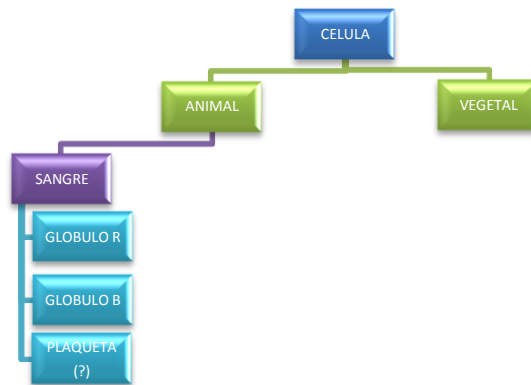 CELULA
ANIMAL
VEGETAL
SANGRE
GLOBULO R
GLOBULO B
PLAQUETA
(?)